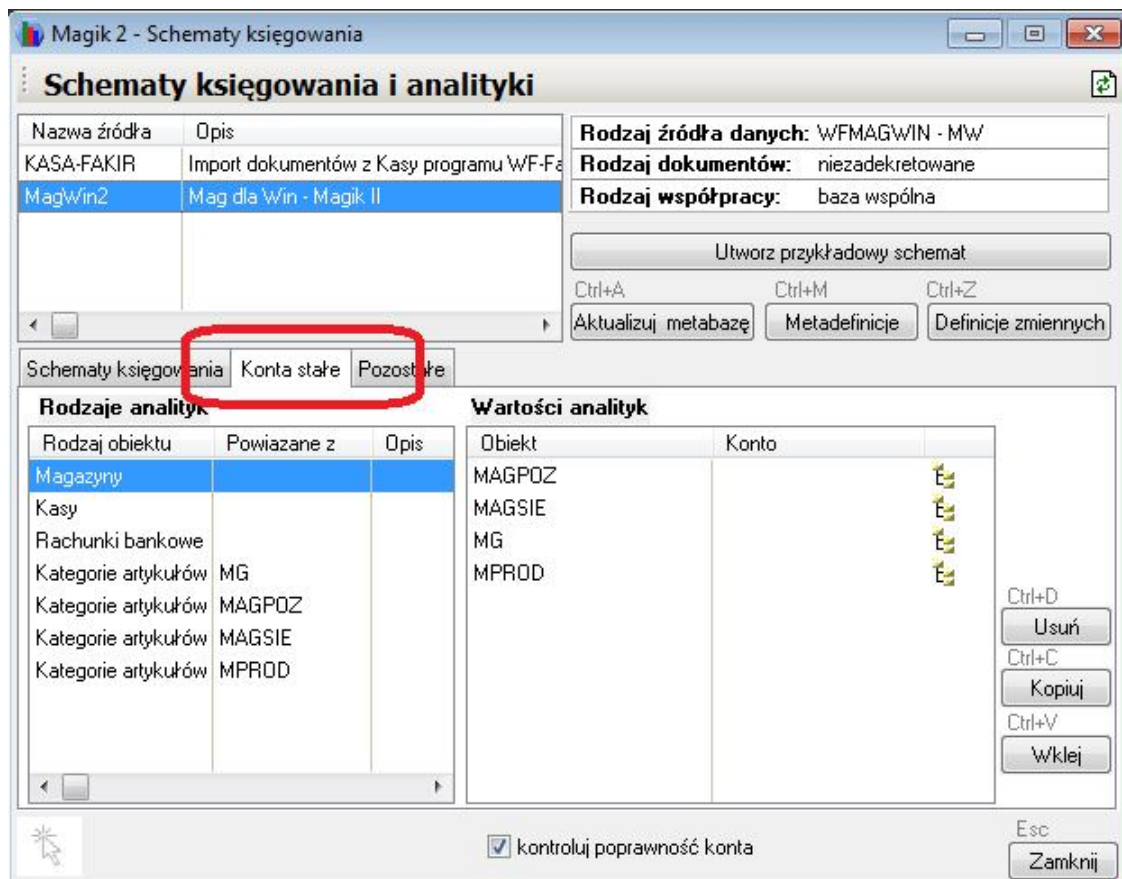 Magik 2 - Schematy księgowania
Schematy księgowania i analityki
Nazwa źródła Opis
KASA-FAKIR Import dokumentów z Kasy programu WF-Fa
MagWin2 Mag dla Win - Magik II
Rodzaj źródła danych: WFMAGWIN - MW
Rodzaj dokumentów: niezadekretowane
Rodzaj współpracy: baza wspólna
Utworz przykładowy schemat
Ctrl+A Ctrl+M Ctrl+Z
Aktualizuj metabazę Metadefinicje Definicje zmiennych
Schematy księgowania Konta stałe Pozostałe
Rodzaje analityk
Rodzaj obiektu Powiazane z Opis
Magazyny
Kasy
Rachunki bankowe
Kategorie artykułów MG
Kategorie artykułów MAGPOZ
Kategorie artykułów MAGSIE
Kategorie artykułów MPROD
Wartości analityk
Obiekt Konto
MAGPOZ
MAGSIE
MG
MPROD
Ctrl+D
Usuń
Ctrl+C
Kopiuj
Ctrl+V
Wklej
kontroluj poprawność konta
Esc
Zamknij